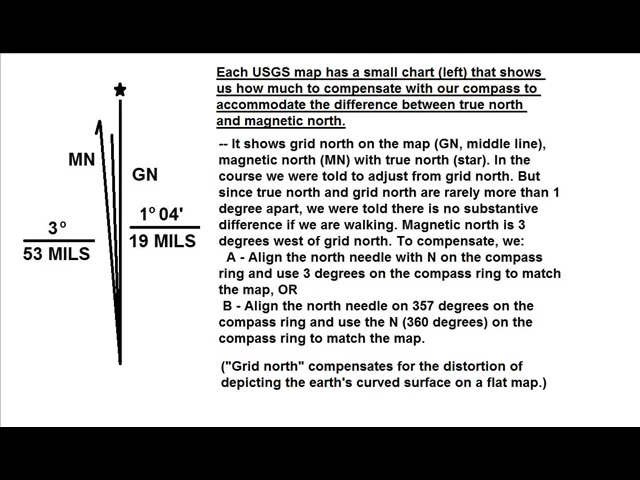 Each USGS map has a small chart (left) that shows
us how much to compensate with our compass to
accommodate the difference between true north
and magnetic north.
-- It shows grid north on the map (GN, middle line),
magnetic north (MN) with true north (star). In the
course we were told to adjust from grid north. But
since true north and grid north are rarely more than 1
degree apart, we were told there is no substantive
difference if we are walking. Magnetic north is 3
degrees west of grid north. To compensate, we:
A - Align the north needle with N on the compass
ring and use 3 degrees on the compass ring to match
the map, OR
B - Align the north needle on 357 degrees on the
compass ring and use the N (360 degrees) on the
compass ring to match the map.
("Grid north" compensates for the distortion of
depicting the earth's curved surface on a flat map.)
MN
GN
3°
53 MILS
1° 04'
19 MILS